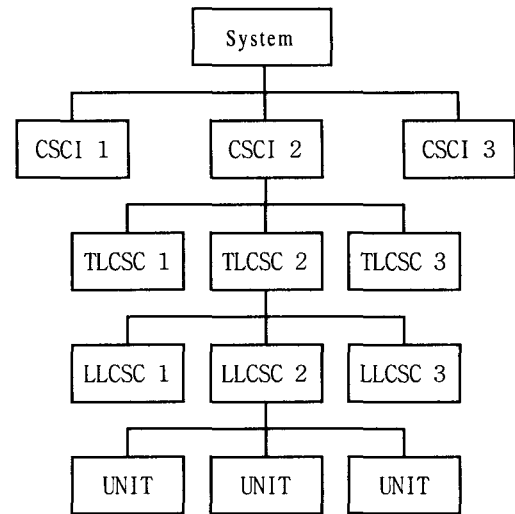 System
CSCI 1 CSCI 2 CSCI 3
TLCSC 1 TLCSC 2 TLCSC 3
LLCSC 1 LLCSC 2 LLCSC 3
UNIT UNIT UNIT